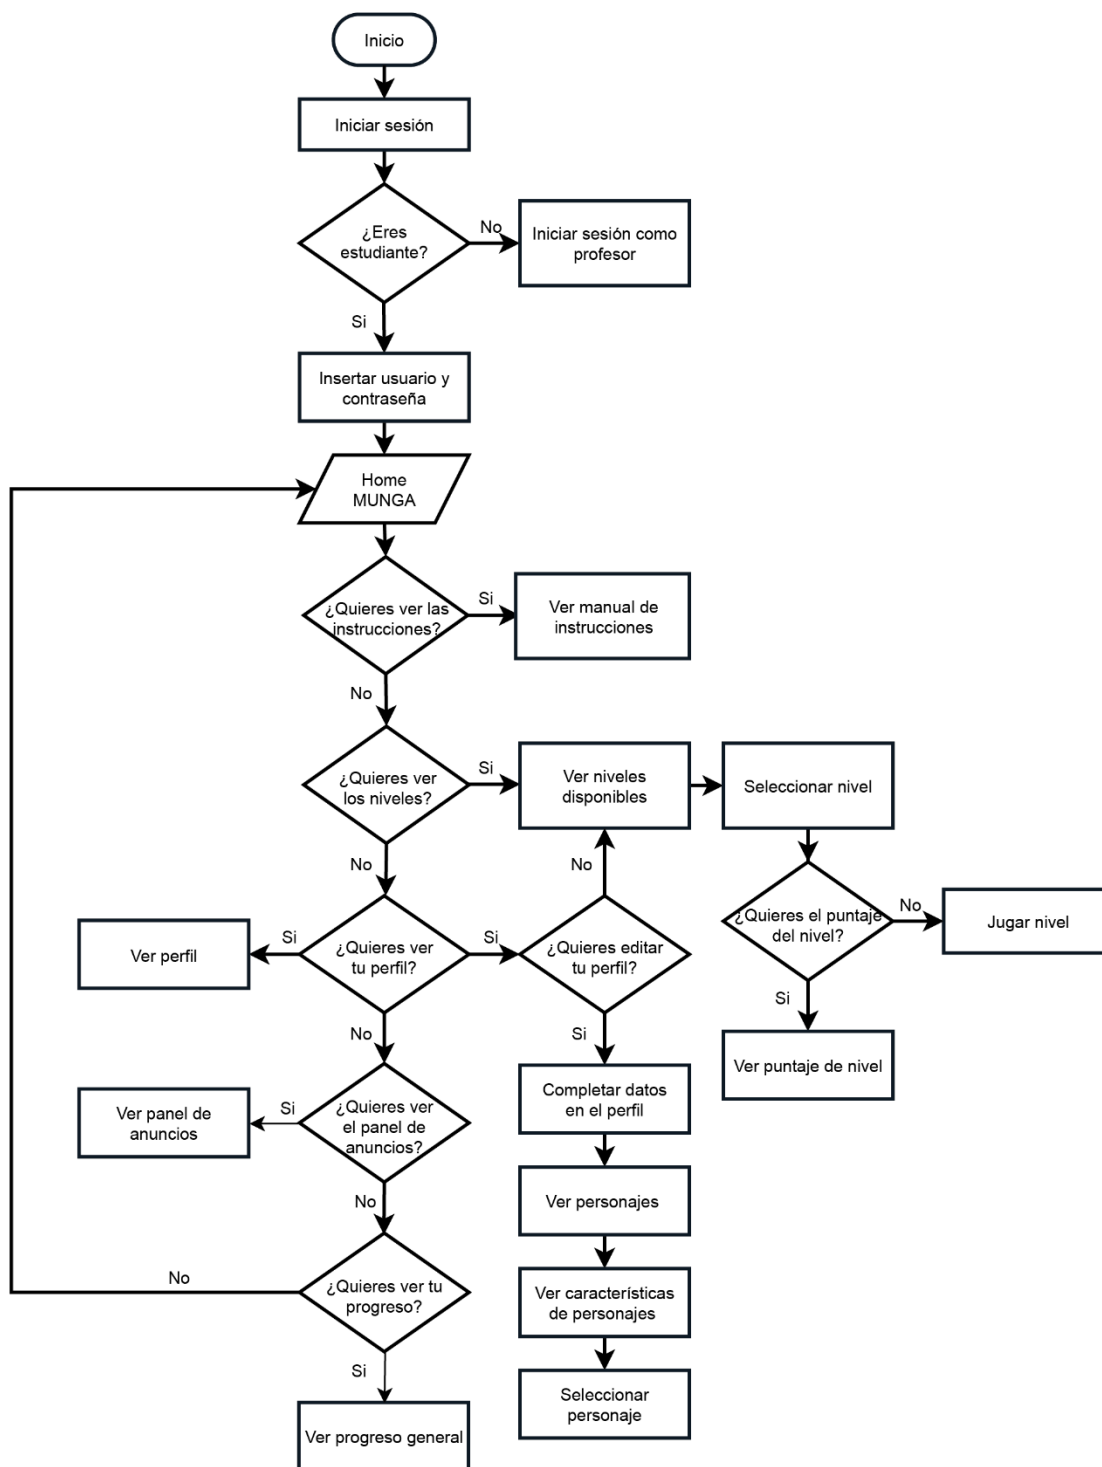 Inicio
Iniciar sesión
¿Eres
estudiante?
No
Iniciar sesión como
profesor
Si
Insertar usuario y
contraseña
Home
MUNGA
¿Quieres ver las
instrucciones?
Si
Ver manual de
instrucciones
No
¿Quieres ver
los niveles?
Si
Ver niveles
disponibles
Seleccionar nivel
No
No
¿Quieres el puntaje
del nivel?
No
Jugar nivel
Ver perfil
Si
¿Quieres ver
tu perfil?
Si
¿Quieres editar
tu perfil?
Si
Ver puntaje de nivel
No
Si
Completar datos
en el perfil
Ver panel de
anuncios
Si
¿Quieres ver
el panel de
anuncios?
No
Ver personajes
No
¿Quieres ver tu
progreso?
Ver características
de personajes
Si
Seleccionar
personaje
Ver progreso general